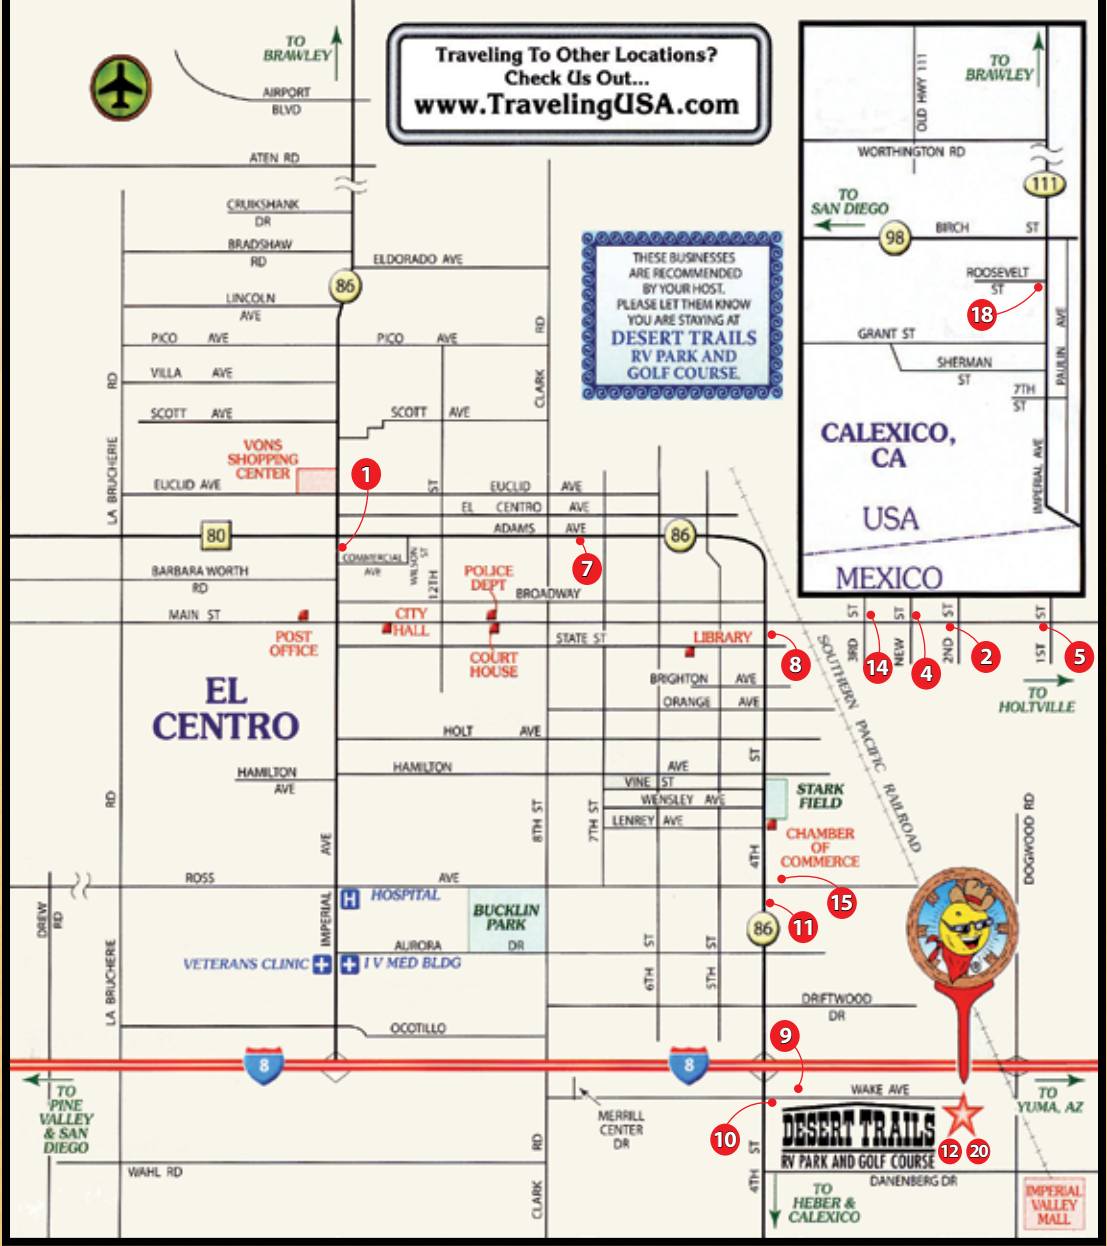 TO
BRAWLEY
AIRPORT
BLVD
ATEN RD
Traveling To Other Locations?
Check Us Out...
www.TravelingUSA.com
CRUIKSHANK
DR
BRADSHAW
RD
ELDORADO AVE
86
LINCOLN
AVE
PICO AVE
PICO AVE
VILLA AVE
SCOTT AVE
SCOTT AVE
CLARK RD
LA BRUCHERIE RD
THESE BUSINESSES
ARE RECOMMENDED
BY YOUR HOST.
PLEASE LET THEM KNOW
YOU ARE STAYING AT
DESERT TRAILS
RV PARK AND
GOLF COURSE.
TO
BRAWLEY
OLD HWY 111
WORTHINGTON RD
111
TO
SAN DIEGO
98
BIRCH ST
ROOSEVELT
ST
18
GRANT ST
SHERMAN
ST
7TH
ST
PAULIN AVE
IMPERIAL AVE
CALEXICO,
CA
USA
MEXICO
VONS
SHOPPING
CENTER
1
EUCLID AVE
EUCLID AVE
EL CENTRO AVE
ADAMS AVE
80
86
7
COMMERCIAL
AVE
WILSON ST
12TH ST
BARBARA WORTH
RD
POLICE
DEPT
BROADWAY
MAIN ST
CITY
HALL
POST
OFFICE
COURT
HOUSE
STATE ST
LIBRARY
8
3RD ST
14
NEW ST
4
2ND ST
2
1ST ST
5
TO
HOLTVILLE
SOUTHERN PACIFIC RAILROAD
EL
CENTRO
BRIGHTON AVE
ORANGE AVE
HOLT AVE
HAMILTON
AVE
HAMILTON AVE
VINE ST
WENSLEY AVE
LENREY AVE
STARK
FIELD
CHAMBER
OF
COMMERCE
8TH ST
7TH ST
4TH ST
RD
IMPERIAL AVE
DOGWOOD RD
ROSS AVE
15
11
86
DREW
RD
HOSPITAL
BUCKLIN
PARK
AURORA DR
VETERANS CLINIC
I V MED BLDG
LA BRUCHERIE
6TH ST
5TH ST
DRIFTWOOD
DR
OCOTILLO
9
8
8
TO
PINE
VALLEY
& SAN
DIEGO
MERRILL
CENTER
DR
WAKE AVE
TO
YUMA, AZ
10
DESERT TRAILS
RV PARK AND GOLF COURSE
12
20
WAHL RD
CLARK RD
4TH ST
DANENBERG DR
TO
HEBER &
CALEXICO
IMPERIAL
VALLEY
MALL